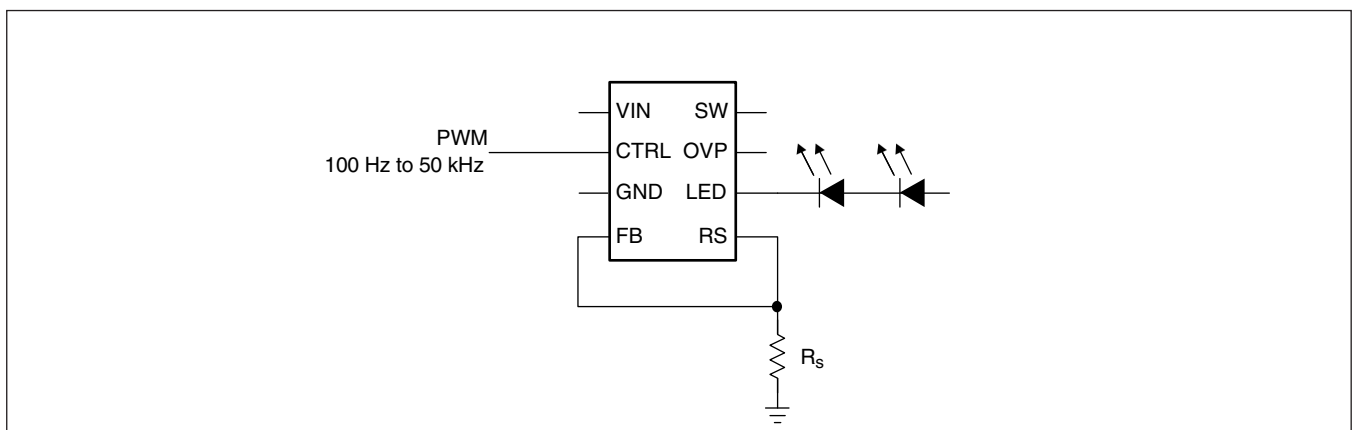 VIN SW
PWM
CTRL OVP
100 Hz to 50 kHz
GND LED
FB RS
Rs